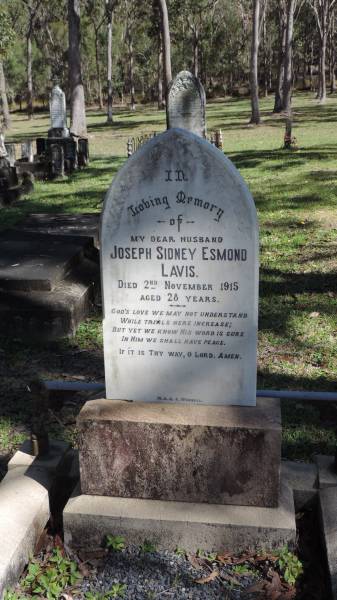 IN
Loving Memory
of
MY DEAR HUSBAND
JOSEPH SIDNEY ESMOND
LAVIS.
DIED 2ND NOVEMBER 1915
AGED 28 YEARS.
GOD'S LOVE WE MAY NOT UNDERSTAND
WHILE TRIALS HERE INCREASE;
BUT YET WE KNOW HIS WORD IS SURE
IN HIM WE SHALL HAVE PEACE.
IF IT IS THY WAY, O LORD. AMEN.